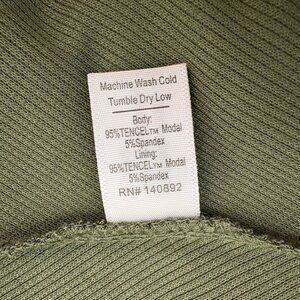 Machine Wash Cold
Tumble Dry Low
Body:
95%TENCEL™ Modal
5%Spandex
Lining:
95%TENCEL™ Modal
5%Spandex
RN# 140892